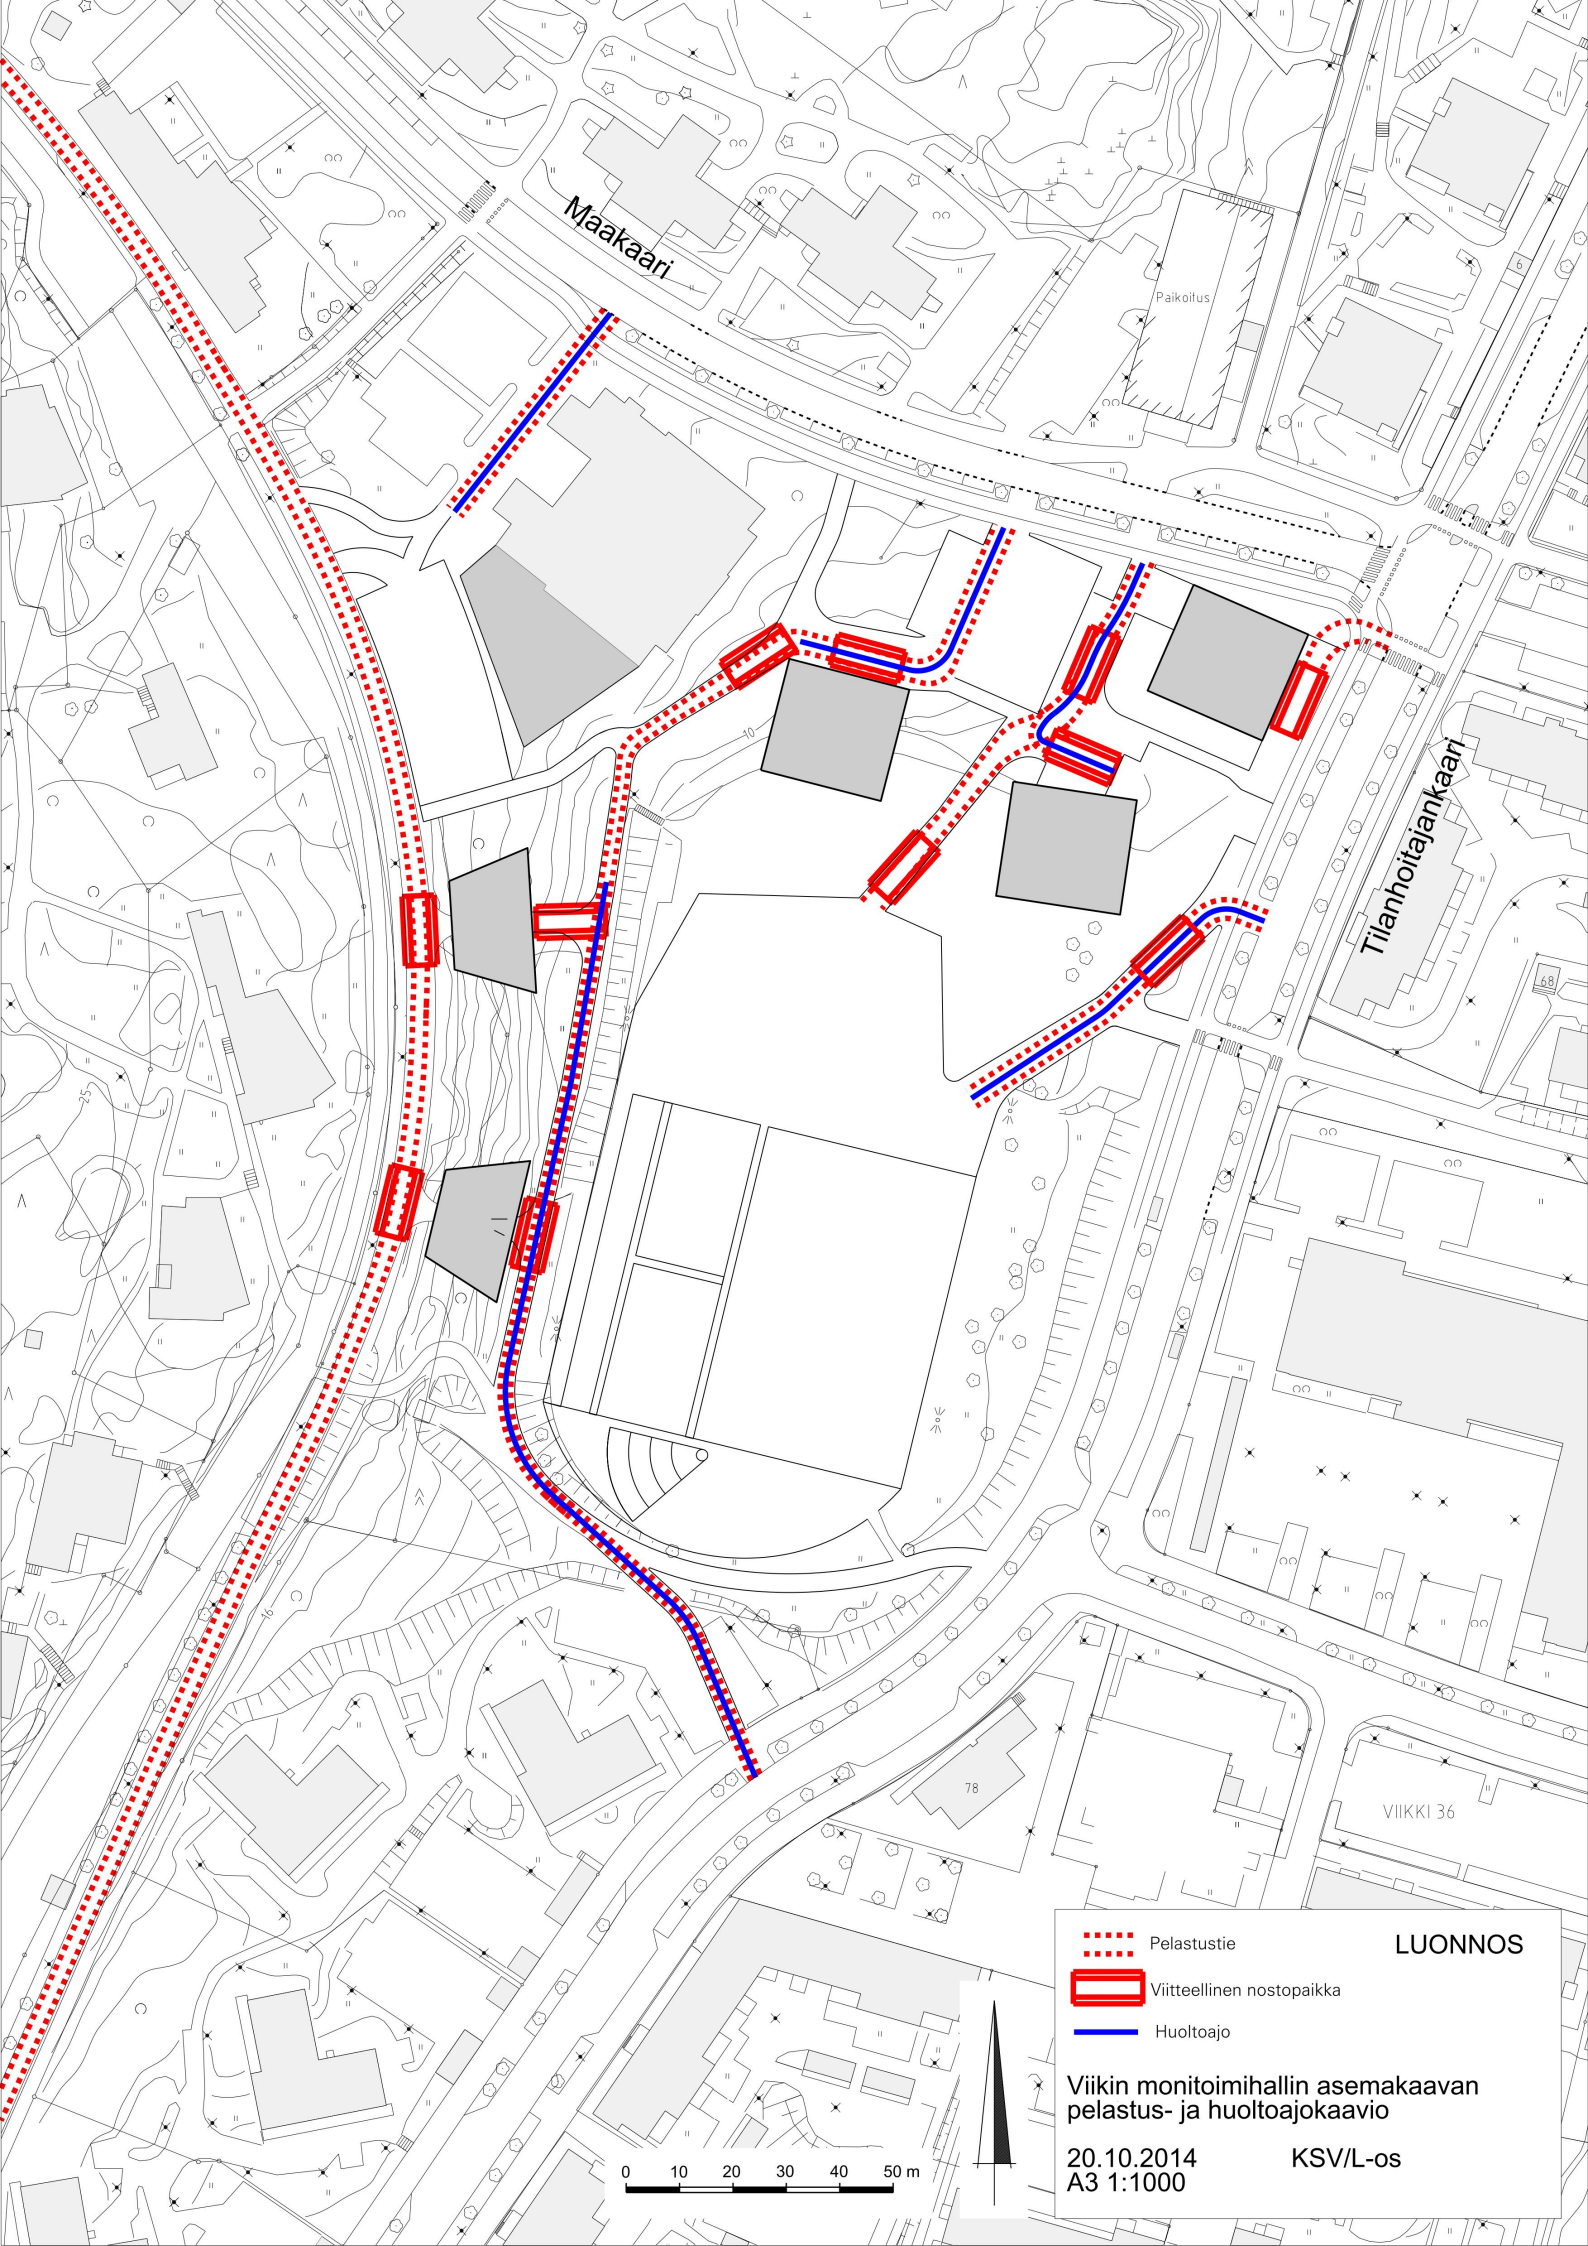 Maakaari
Paikoitus
6
10
Tilanhoitajankaari
68
25
16
78
VIIKKI 36
Pelastustie
LUONNOS
Viitteellinen nostopaikka
Huoltoajo
Viikin monitoimihallin asemakaavan
pelastus- ja huoltoajokaavio
20.10.2014 KSV/L-os
A3 1:1000
0 10 20 30 40 50 m